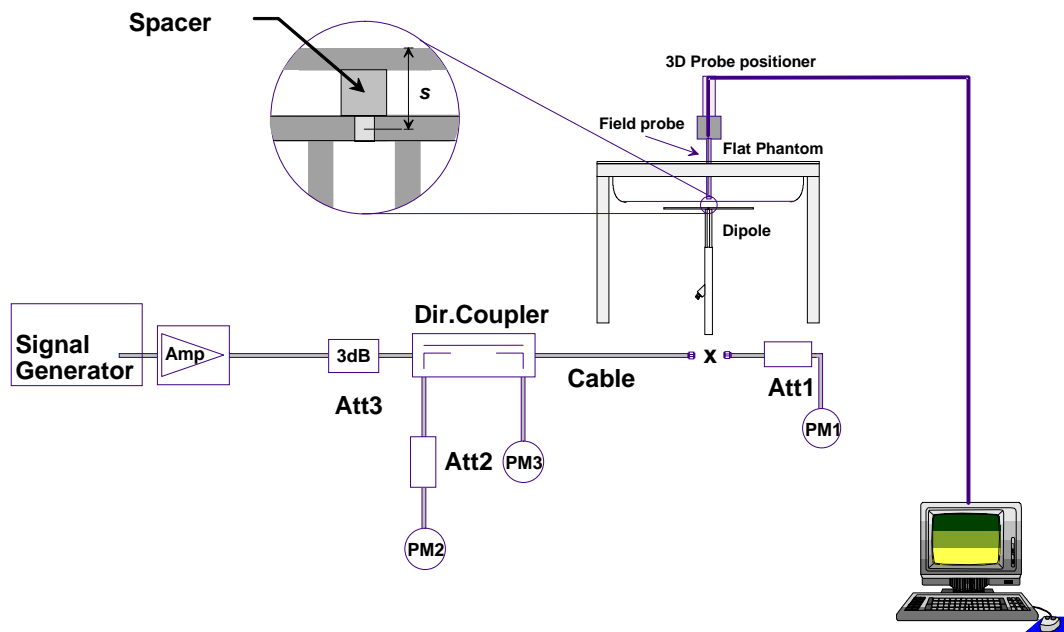 Spacer
s
3D Probe positioner
Field probe
Flat Phantom
Dipole
Dir.Coupler
Signal
Generator
Amp
3dB
Att3
Cable
x
Att1
PM1
Att2
PM3
PM2